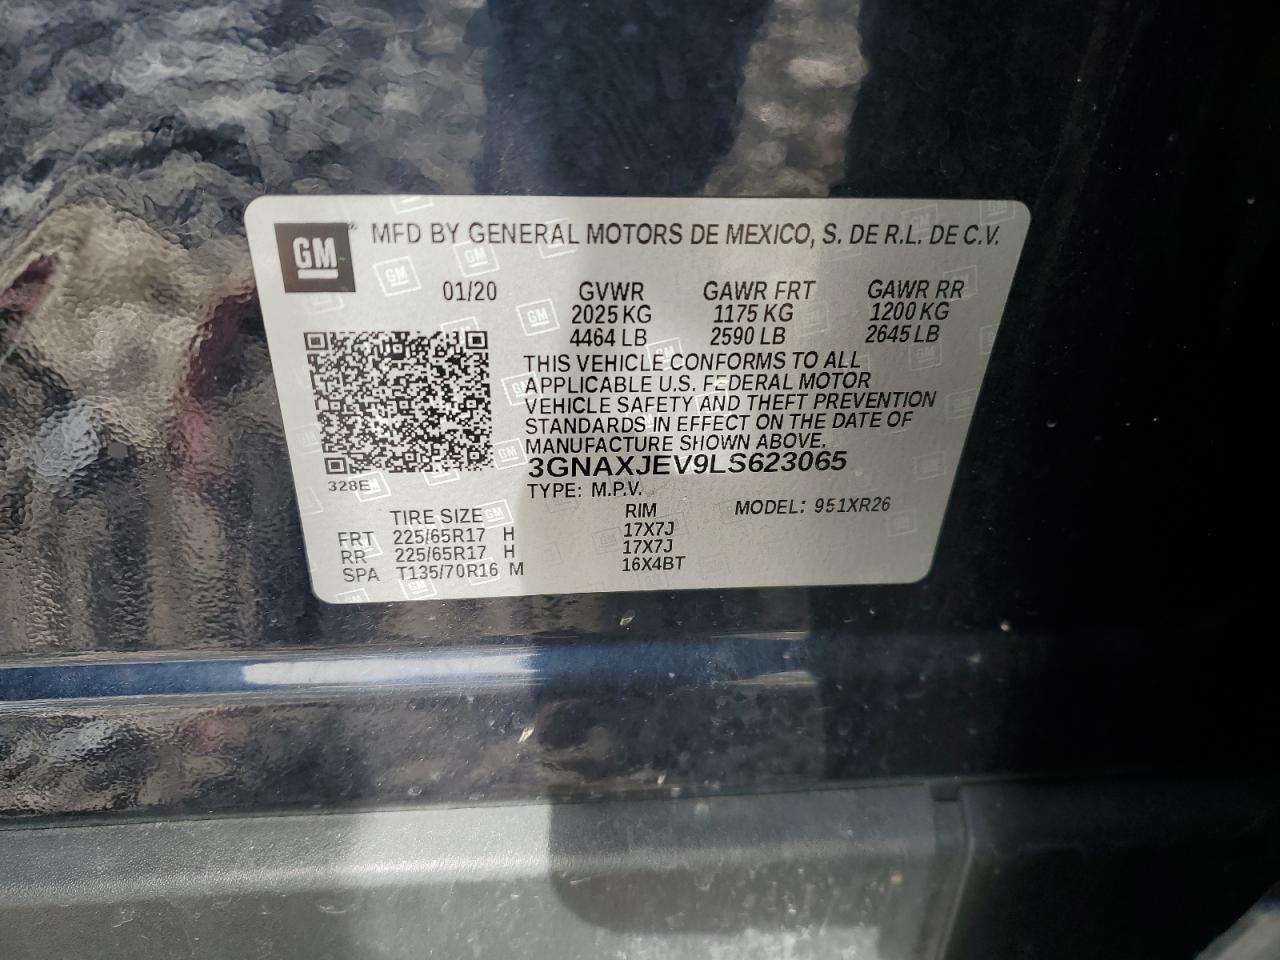 GM® MFD BY GENERAL MOTORS DE MEXICO, S. DE R.L. DE C.V.
01/20 GVWR GAWR FRT GAWR RR
2025 KG 1175 KG 1200 KG
4464 LB 2590 LB 2645 LB
THIS VEHICLE CONFORMS TO ALL
APPLICABLE U.S. FEDERAL MOTOR
VEHICLE SAFETY AND THEFT PREVENTION
STANDARDS IN EFFECT ON THE DATE OF
MANUFACTURE SHOWN ABOVE.
3GNAXJEV9LS623065
328E TYPE: M.P.V.
TIRE SIZE RIM MODEL: 951XR26
FRT 225/65R17 H 17X7J
RR 225/65R17 H 17X7J
SPA T135/70R16 M 16X4BT